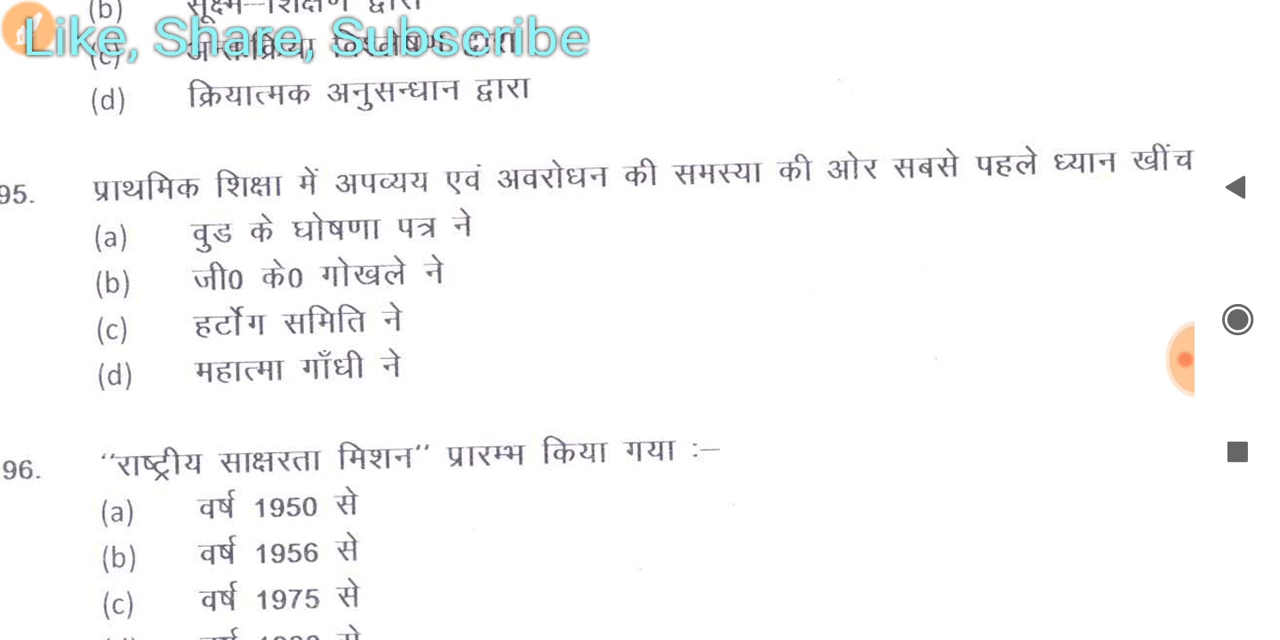 (b) सूक्ष्म–शिक्षण द्वारा
Like, Share, Subscribe
(c) द्वारा
(d) क्रियात्मक अनुसन्धान द्वारा
95. प्राथमिक शिक्षा में अपव्यय एवं अवरोधन की समस्या की ओर सबसे पहले ध्यान खींच
(a) वुड के घोषणा पत्र ने
(b) जी0 के0 गोखले ने
(c) हर्टोग समिति ने
(d) महात्मा गाँधी ने
96. ‘‘राष्ट्रीय साक्षरता मिशन’’ प्रारम्भ किया गया :–
(a) वर्ष 1950 से
(b) वर्ष 1956 से
(c) वर्ष 1975 से